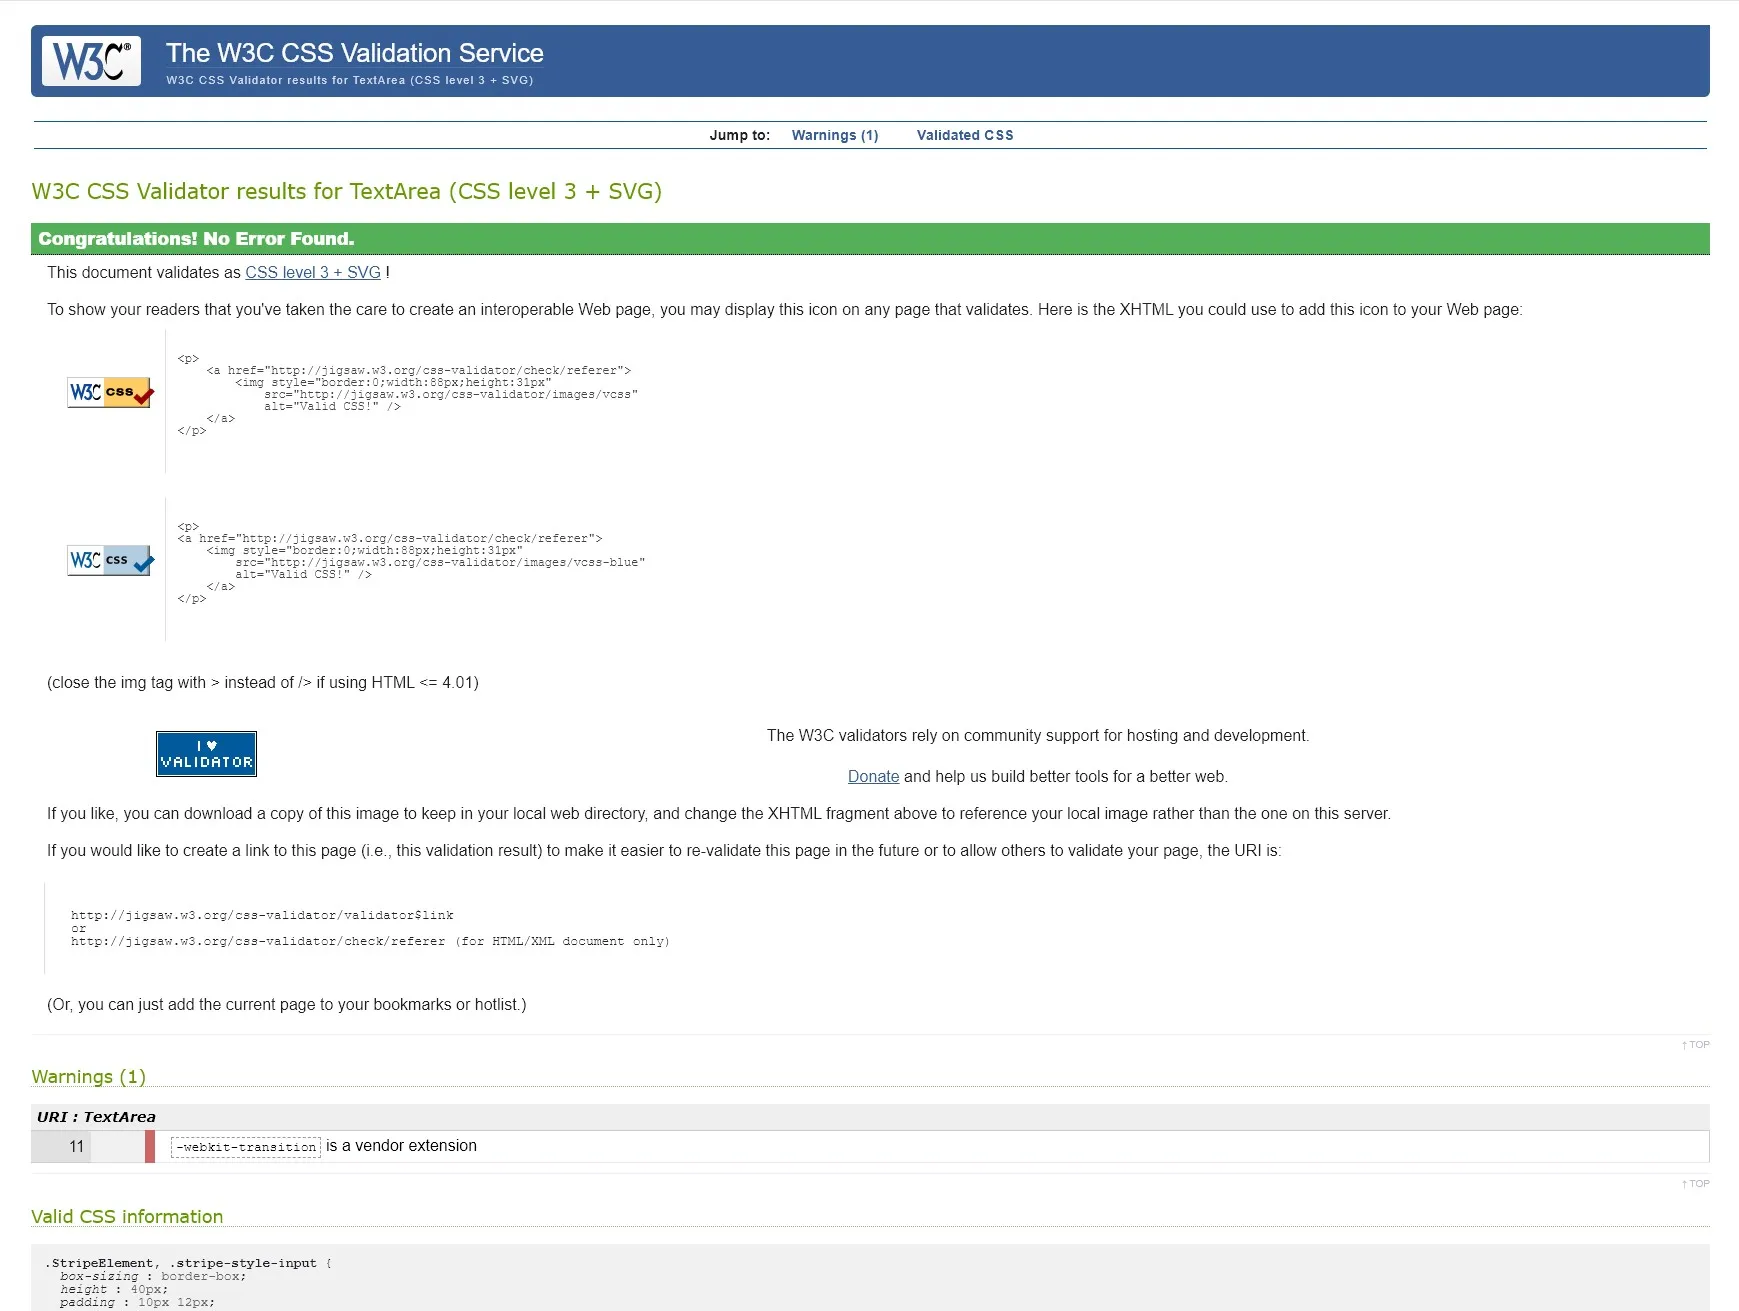 W3C®
The W3C CSS Validation Service
W3C CSS Validator results for TextArea (CSS level 3 + SVG)
Jump to: Warnings (1) Validated CSS
W3C CSS Validator results for TextArea (CSS level 3 + SVG)
Congratulations! No Error Found.
This document validates as CSS level 3 + SVG !
To show your readers that you've taken the care to create an interoperable Web page, you may display this icon on any page that validates. Here is the XHTML you could use to add this icon to your Web page:
W3C css
<p>
<a href="http://jigsaw.w3.org/css-validator/check/referer">
<img style="border:0;width:88px;height:31px"
src="http://jigsaw.w3.org/css-validator/images/vcss"
alt="Valid CSS!" />
</a>
</p>
W3C css
<p>
<a href="http://jigsaw.w3.org/css-validator/check/referer">
<img style="border:0;width:88px;height:31px"
src="http://jigsaw.w3.org/css-validator/images/vcss-blue"
alt="Valid CSS!" />
</a>
</p>
(close the img tag with > instead of /> if using HTML <= 4.01)
I ♥
VALIDATOR
The W3C validators rely on community support for hosting and development.
Donate and help us build better tools for a better web.
If you like, you can download a copy of this image to keep in your local web directory, and change the XHTML fragment above to reference your local image rather than the one on this server.
If you would like to create a link to this page (i.e., this validation result) to make it easier to re-validate this page in the future or to allow others to validate your page, the URI is:
http://jigsaw.w3.org/css-validator/validator$link
or
http://jigsaw.w3.org/css-validator/check/referer (for HTML/XML document only)
(Or, you can just add the current page to your bookmarks or hotlist.)
↑ TOP
Warnings (1)
URI : TextArea
11 -webkit-transition is a vendor extension
↑ TOP
Valid CSS information
.StripeElement, .stripe-style-input {
box-sizing : border-box;
height : 40px;
padding : 10px 12px;